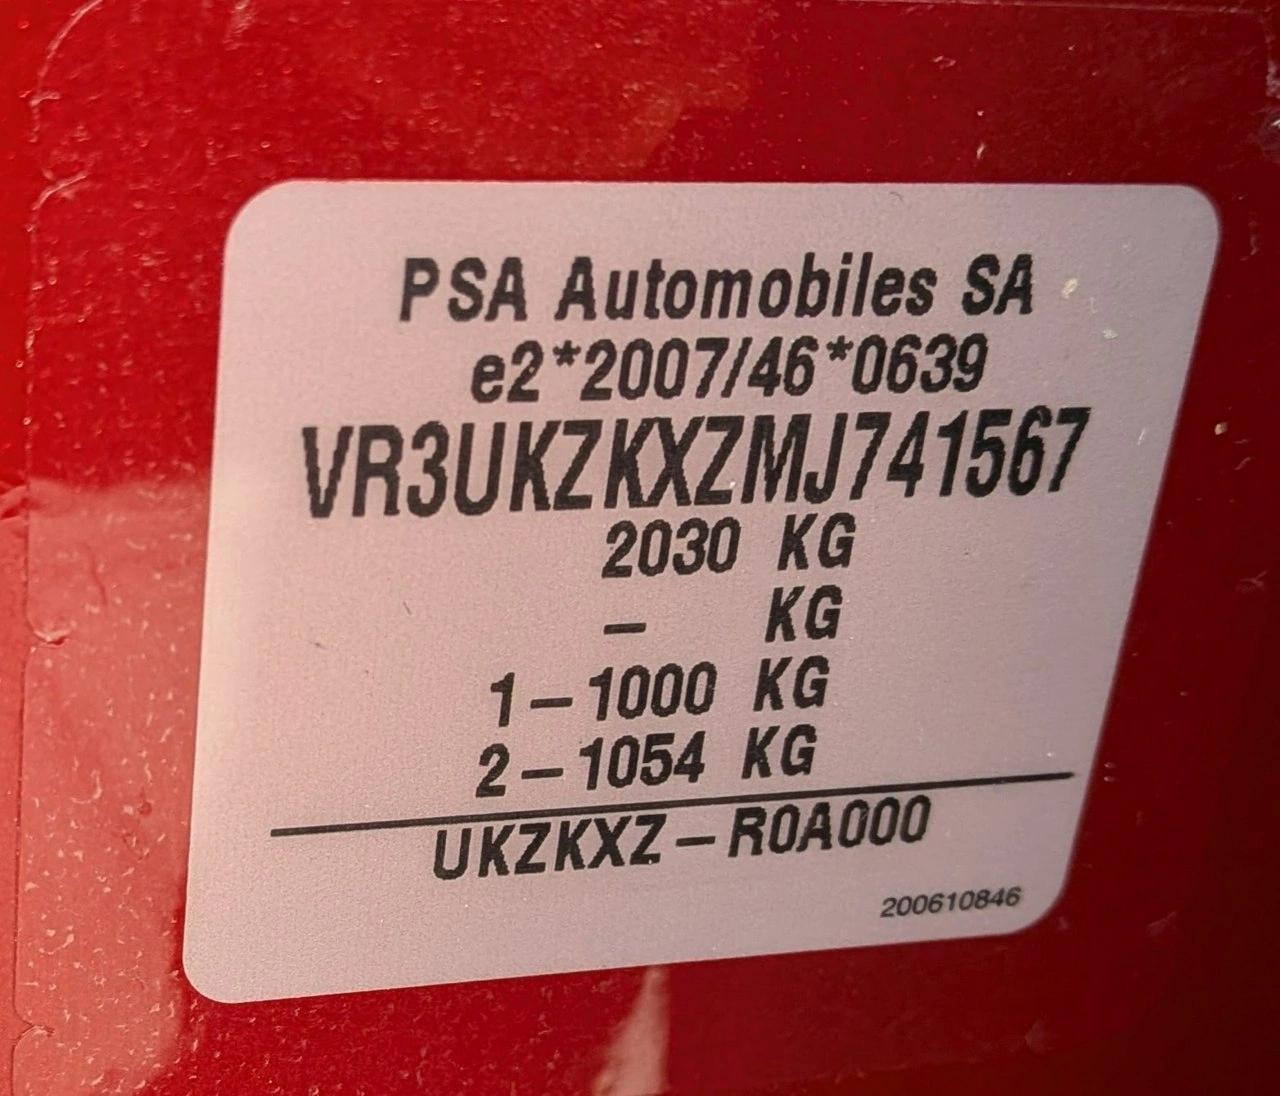 PSA Automobiles SA
e2*2007/46*0639
VR3UKZKXZMJ741567
2030 KG
– KG
1–1000 KG
2–1054 KG
UKZKXZ–R0A000
200610846